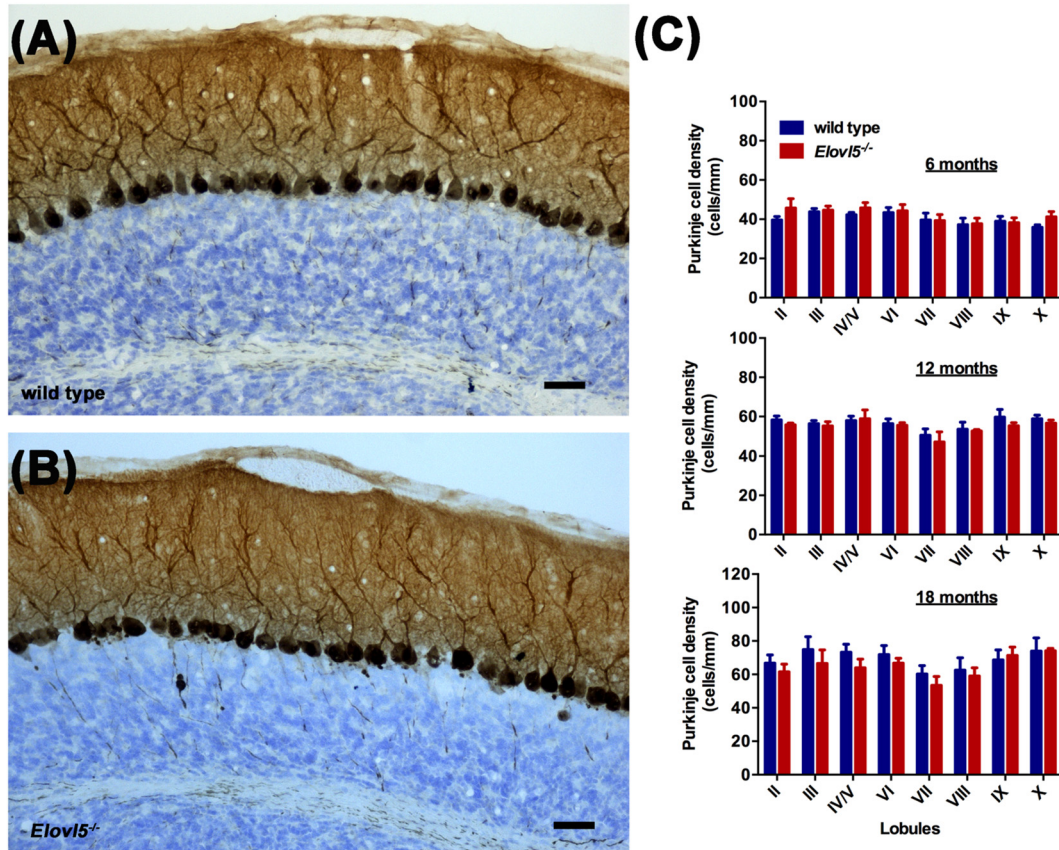 (A)
wild type
(B)
Elovl5-/-
(C)
wild type
Elovl5-/-
6 months
Purkinje cell density
(cells/mm)
100
80
60
40
20
0
II III IV/V VI VII VIII IX X
12 months
Purkinje cell density
(cells/mm)
100
80
60
40
20
0
II III IV/V VI VII VIII IX X
18 months
Purkinje cell density
(cells/mm)
120
100
80
60
40
20
0
II III IV/V VI VII VIII IX X
Lobules